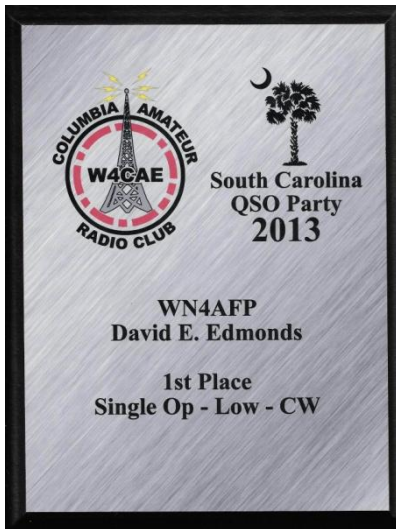 COLUMBIA AMATEUR
W4CAE
RADIO CLUB
South Carolina
QSO Party
2013
WN4AFP
David E. Edmonds
1st Place
Single Op - Low - CW